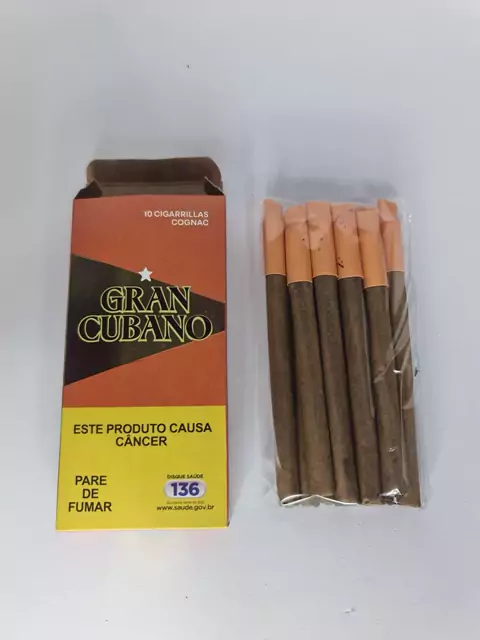 10 CIGARRILLAS
COGNAC
GRAN
CUBANO
ESTE PRODUTO CAUSA
CÂNCER
PARE
DE
FUMAR
DISQUE SAÚDE
136
www.saude.gov.br